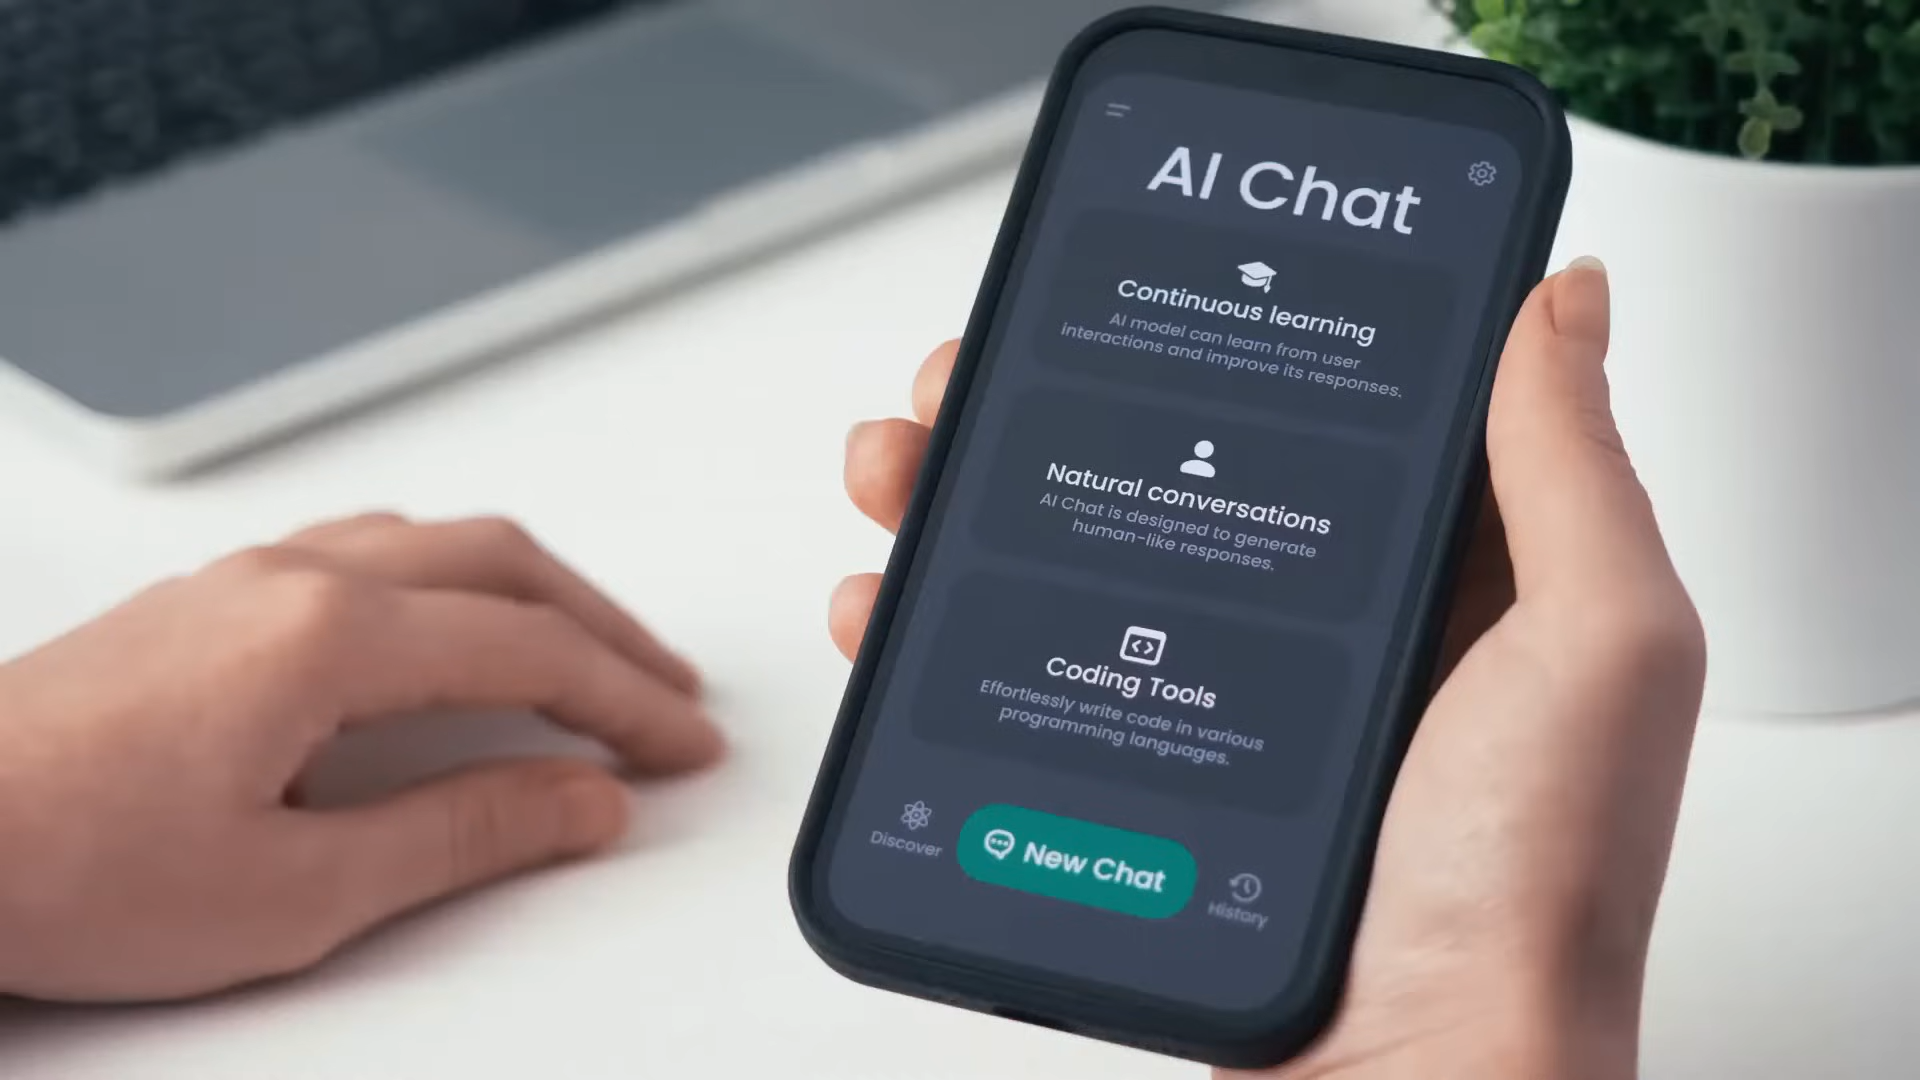 AI Chat
Continuous learning
AI model can learn from user
interactions and improve its responses.
Natural conversations
AI Chat is designed to generate
human-like responses.
Coding Tools
Effortlessly write code in various
programming languages.
Discover
New Chat
History